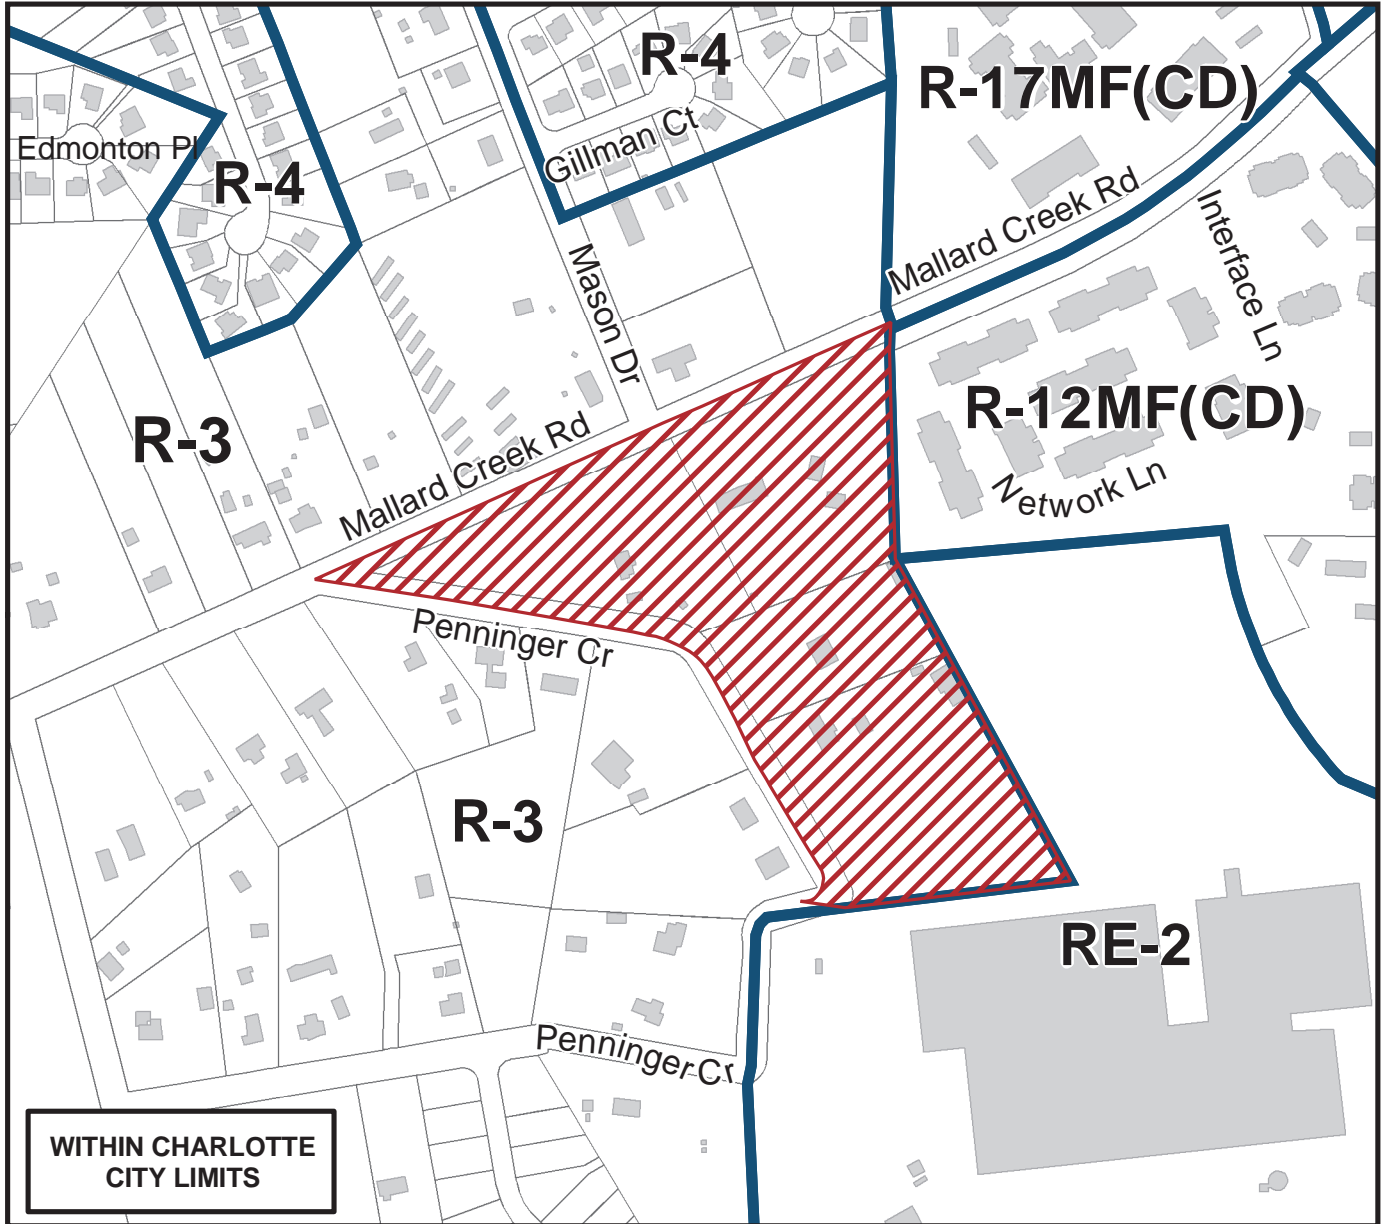 R-4
R-17MF(CD)
Edmonton Pl
R-4
Gillman Ct
Mallard Creek Rd
Interface Ln
Mason Dr
R-3
R-12MF(CD)
Mallard Creek Rd
Network Ln
Penninger Cr
R-3
RE-2
Penninger Cr
WITHIN CHARLOTTE
CITY LIMITS